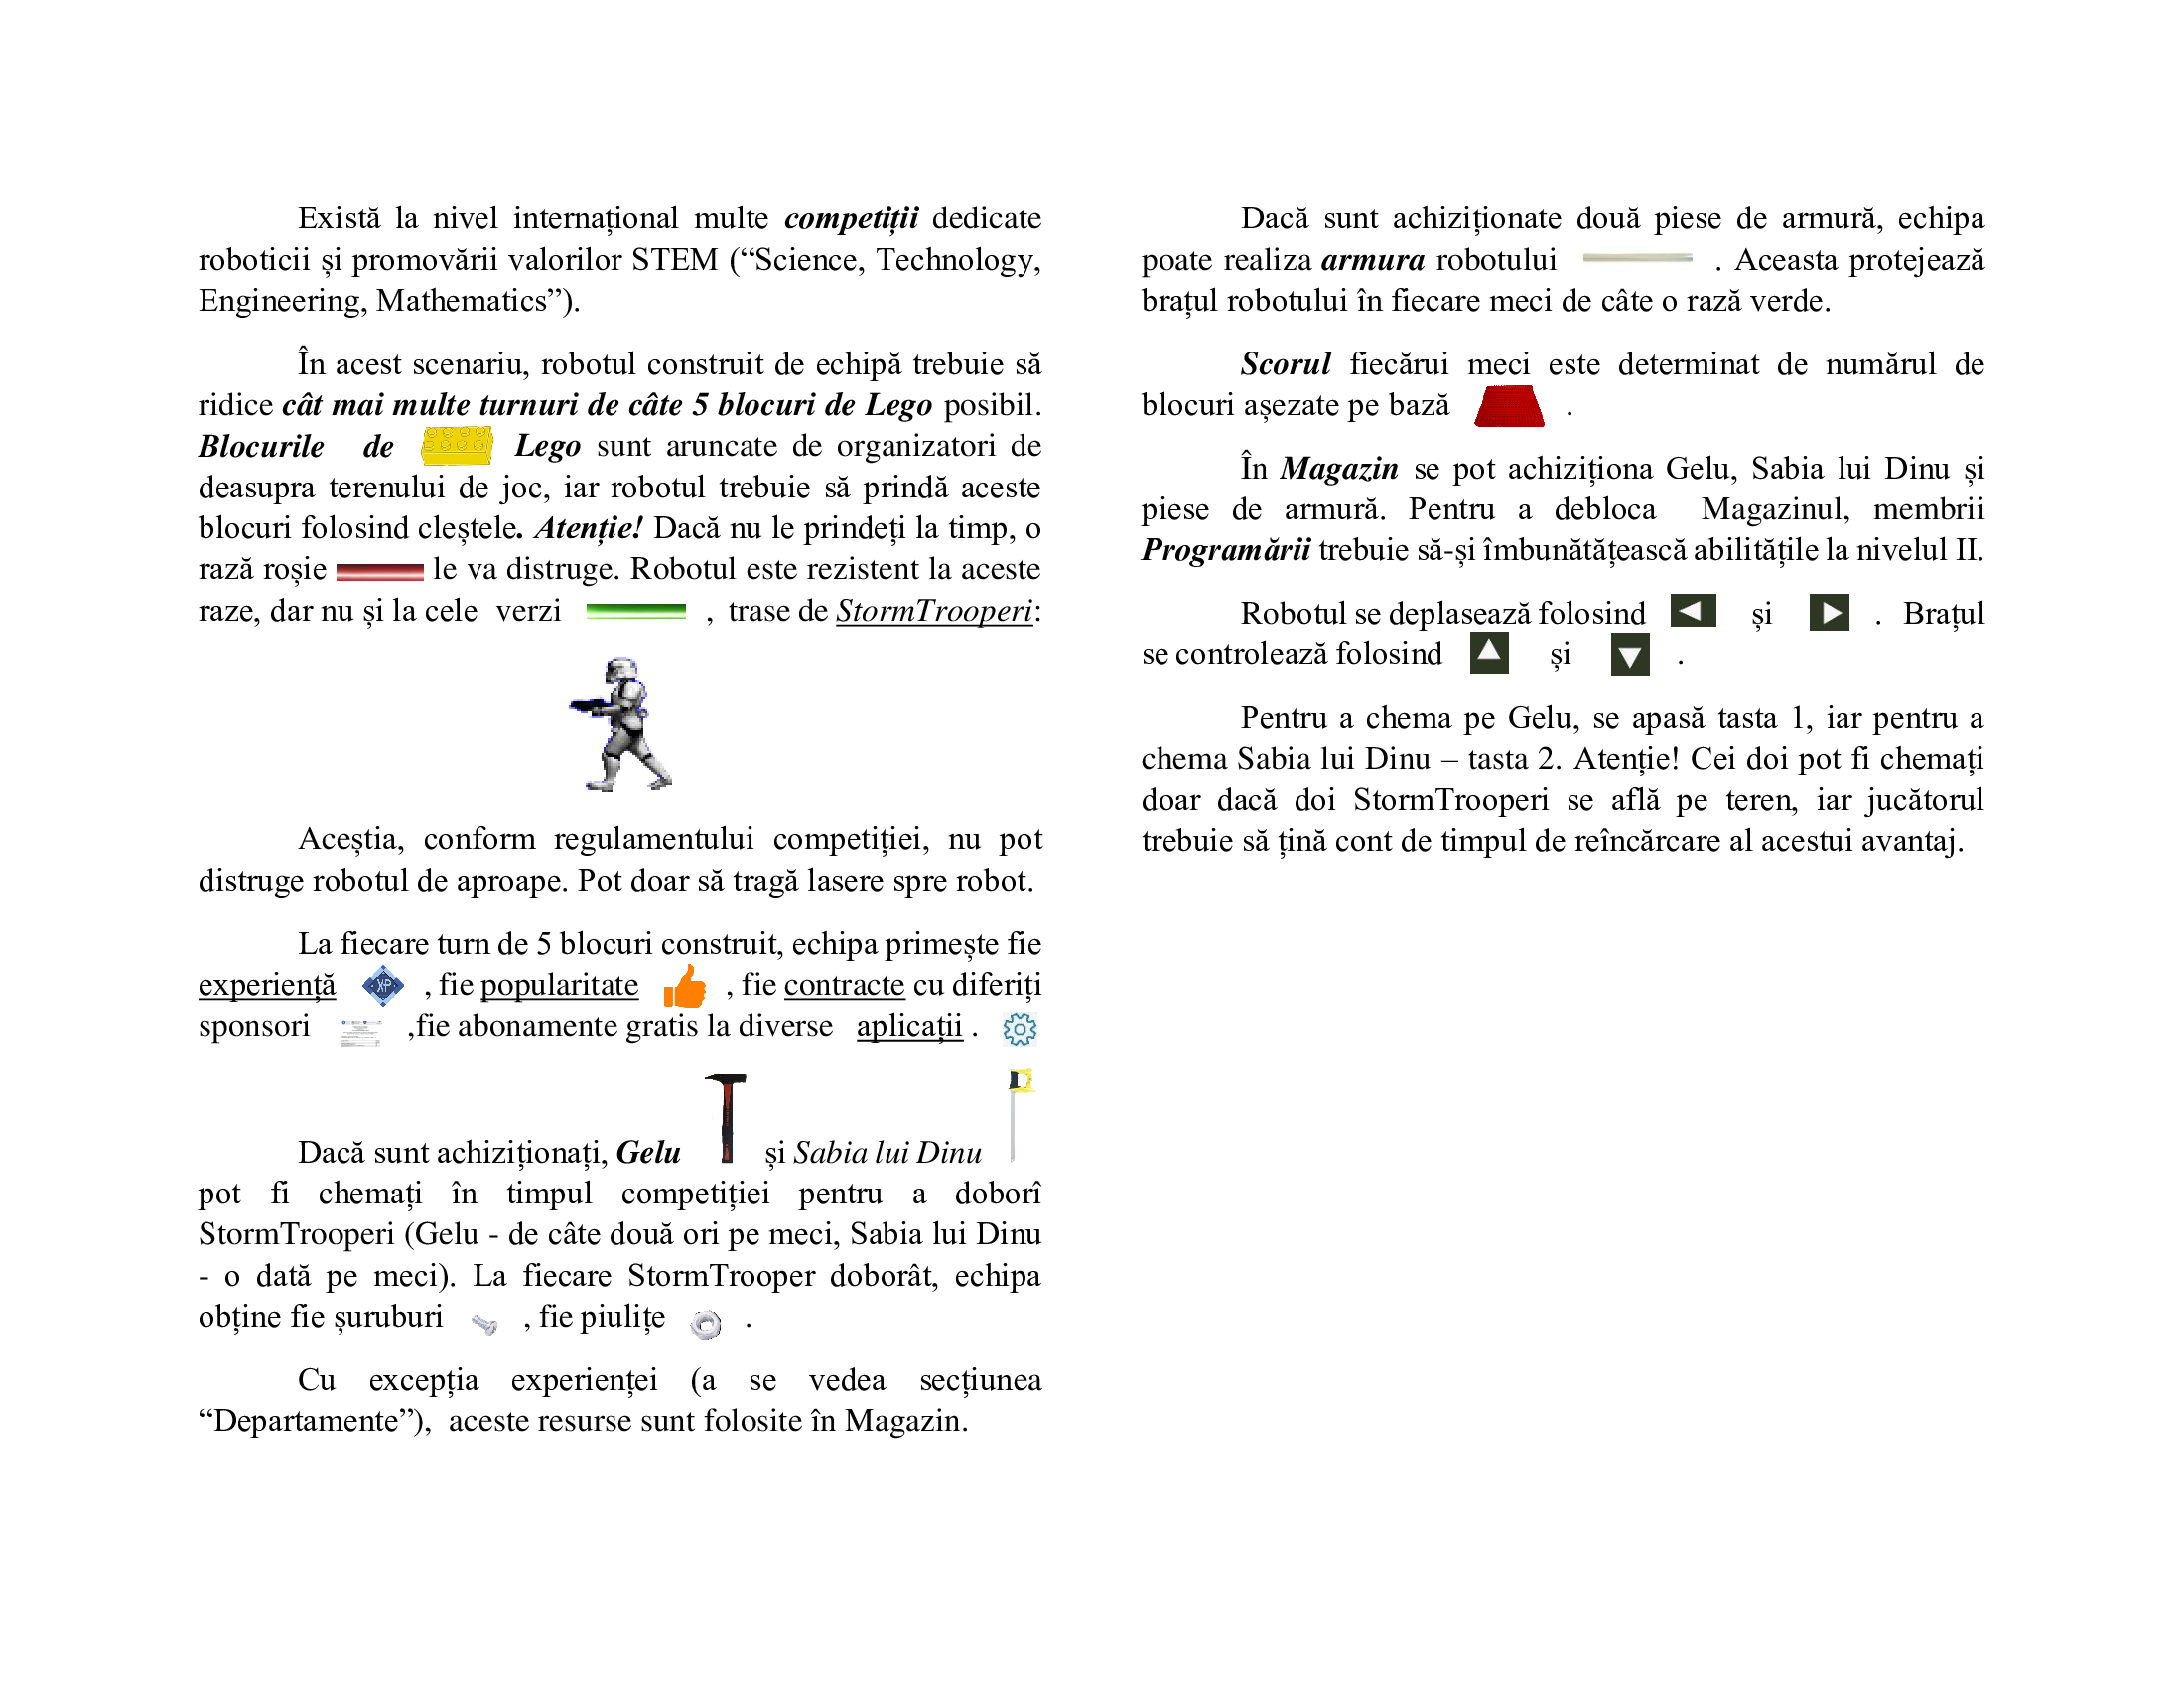 Există la nivel internațional multe competiții dedicate
roboticii și promovării valorilor STEM (“Science, Technology,
Engineering, Mathematics”).
În acest scenariu, robotul construit de echipă trebuie să
ridice cât mai multe turnuri de câte 5 blocuri de Lego posibil.
Blocurile de Lego sunt aruncate de organizatori de
deasupra terenului de joc, iar robotul trebuie să prindă aceste
blocuri folosind cleștele. Atenție! Dacă nu le prindeți la timp, o
rază roșie le va distruge. Robotul este rezistent la aceste
raze, dar nu și la cele verzi , trase de StormTrooperi:
Aceștia, conform regulamentului competiției, nu pot
distruge robotul de aproape. Pot doar să tragă lasere spre robot.
La fiecare turn de 5 blocuri construit, echipa primește fie
experiență XP , fie popularitate , fie contracte cu diferiți
sponsori ,fie abonamente gratis la diverse aplicații .
Dacă sunt achiziționați, Gelu și Sabia lui Dinu
pot fi chemați în timpul competiției pentru a doborî
StormTrooperi (Gelu - de câte două ori pe meci, Sabia lui Dinu
- o dată pe meci). La fiecare StormTrooper doborât, echipa
obține fie șuruburi , fie piulițe .
Cu excepția experienței (a se vedea secțiunea
“Departamente”), aceste resurse sunt folosite în Magazin.
Dacă sunt achiziționate două piese de armură, echipa
poate realiza armura robotului . Aceasta protejează
brațul robotului în fiecare meci de câte o rază verde.
Scorul fiecărui meci este determinat de numărul de
blocuri așezate pe bază .
În Magazin se pot achiziționa Gelu, Sabia lui Dinu și
piese de armură. Pentru a debloca Magazinul, membrii
Programării trebuie să-și îmbunătățească abilitățile la nivelul II.
Robotul se deplasează folosind și . Brațul
se controlează folosind și .
Pentru a chema pe Gelu, se apasă tasta 1, iar pentru a
chema Sabia lui Dinu – tasta 2. Atenție! Cei doi pot fi chemați
doar dacă doi StormTrooperi se află pe teren, iar jucătorul
trebuie să țină cont de timpul de reîncărcare al acestui avantaj.